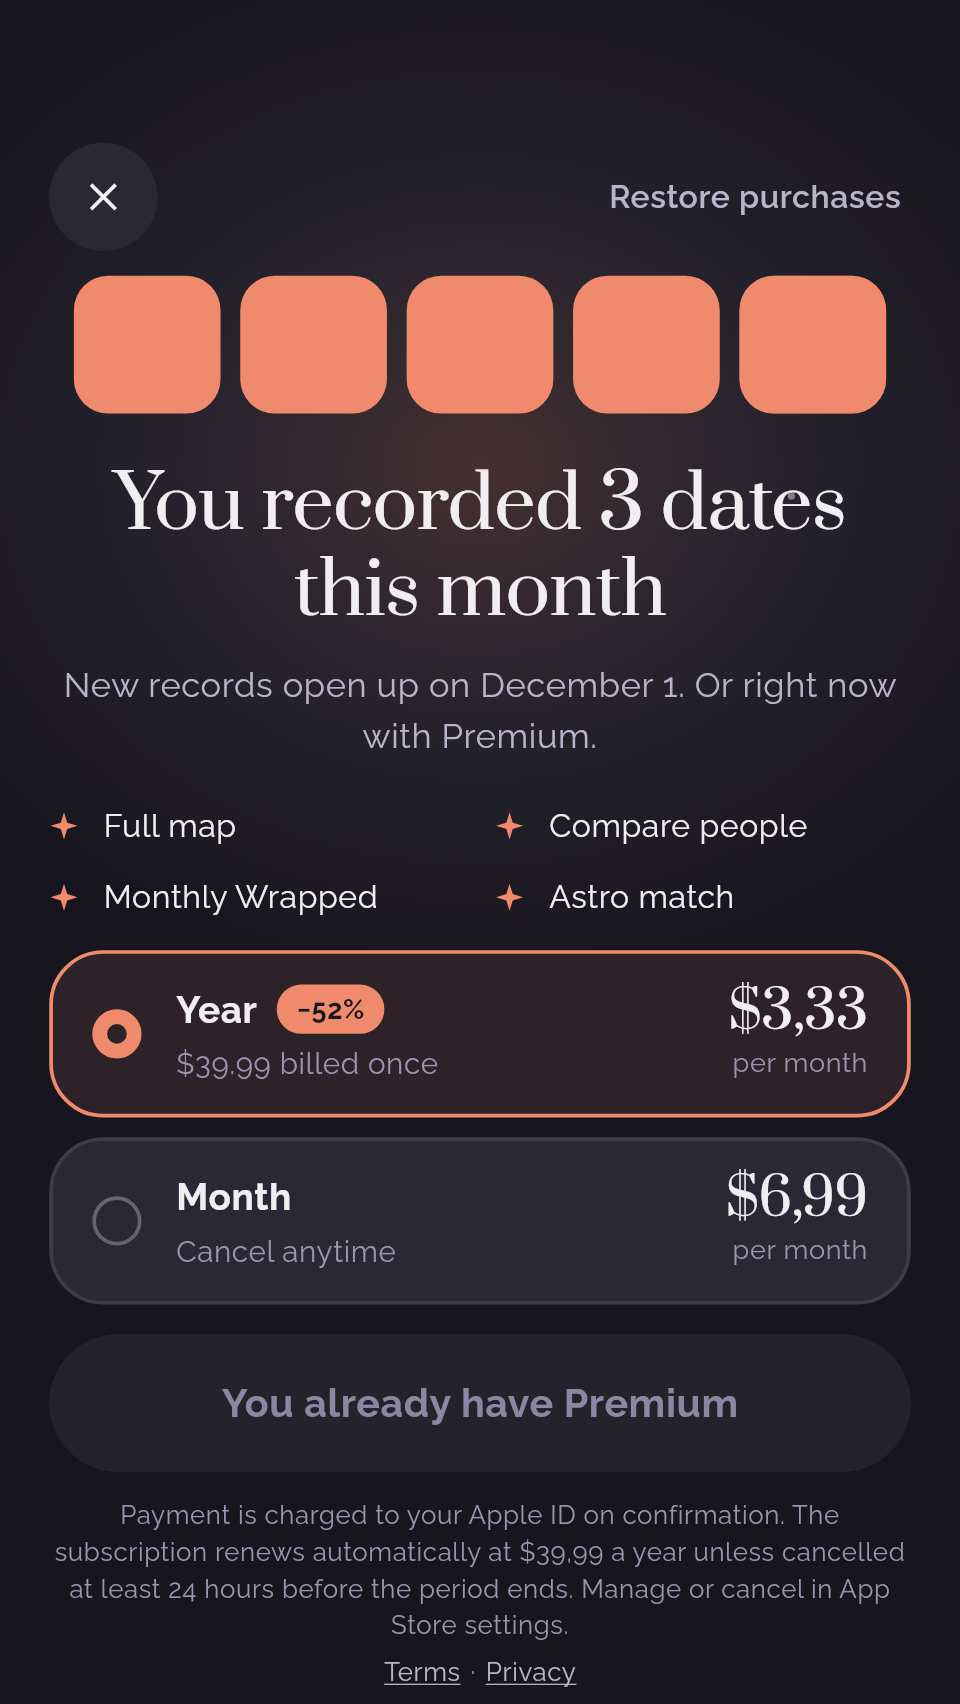 Restore purchases
You recorded 3 dates
this month
New records open up on December 1. Or right now
with Premium.
Full map
Compare people
Monthly Wrapped
Astro match
Year
−52%
$3,33
$39.99 billed once
per month
Month
$6,99
Cancel anytime
per month
You already have Premium
Payment is charged to your Apple ID on confirmation. The
subscription renews automatically at $39.99 a year unless cancelled
at least 24 hours before the period ends. Manage or cancel in App
Store settings.
Terms · Privacy